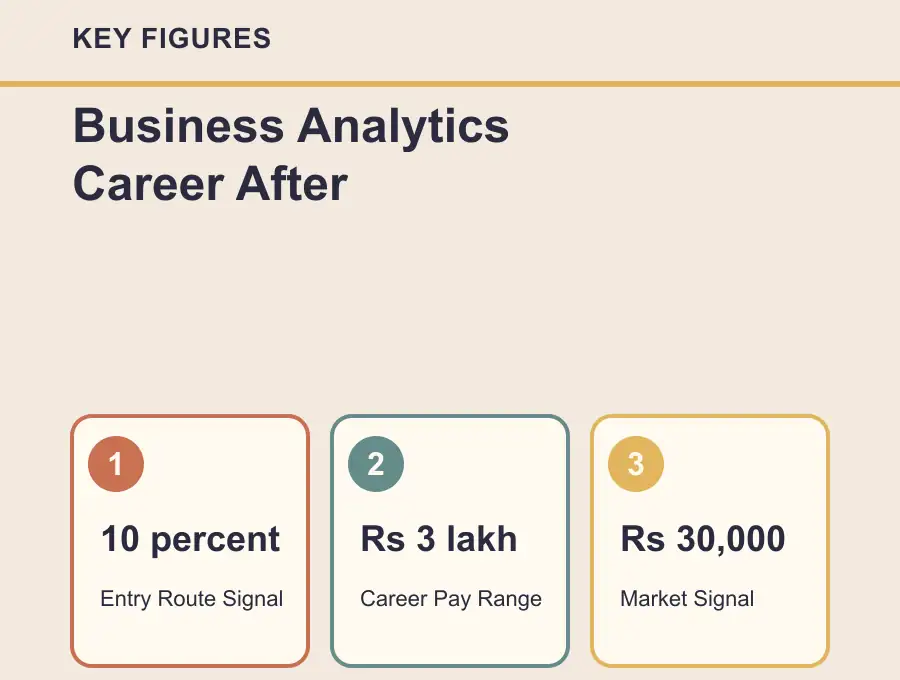 KEY FIGURES
Business Analytics
Career After
1
10 percent
Entry Route Signal
2
Rs 3 lakh
Career Pay Range
3
Rs 30,000
Market Signal